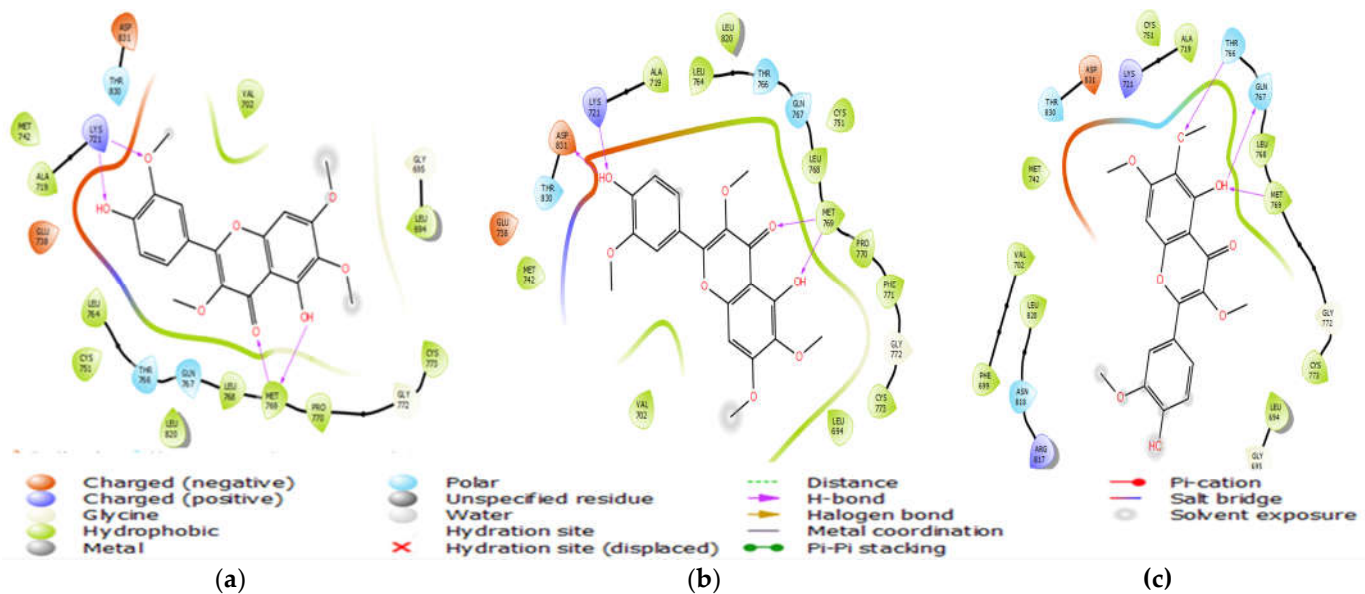 ASP
831
THR
830
VAL
702
MET
742
LYS
721
ALA
719
O
HO
GLY
695
GLU
738
LEU
694
O
O
O
O
O
OH
LEU
764
CYS
751
THR
766
GLN
767
LEU
768
MET
769
PRO
770
GLY
772
CYS
773
LEU
820
LEU
820
ALA
719
LEU
764
THR
766
LYS
721
GLN
767
CYS
751
ASP
831
THR
830
HO
LEU
768
GLU
738
O
O
O
MET
769
MET
742
PRO
770
O
OH
PHE
771
O
O
GLY
772
VAL
702
CYS
773
LEU
694
CYS
751
ALA
719
THR
766
ASP
831
LYS
721
GLN
767
THR
830
O
LEU
768
MET
742
O
OH
MET
769
O
VAL
702
O
O
LEU
820
GLY
772
PHE
699
CYS
773
ASN
818
O
LEU
694
ARG
817
HO
Charged (negative)
Charged (positive)
Glycine
Hydrophobic
Metal
Polar
Unspecified residue
Water
Hydration site
Hydration site (displaced)
Distance
H-bond
Halogen bond
Metal coordination
Pi-Pi stacking
Pi-cation
Salt bridge
Solvent exposure
(a)
(b)
(c)